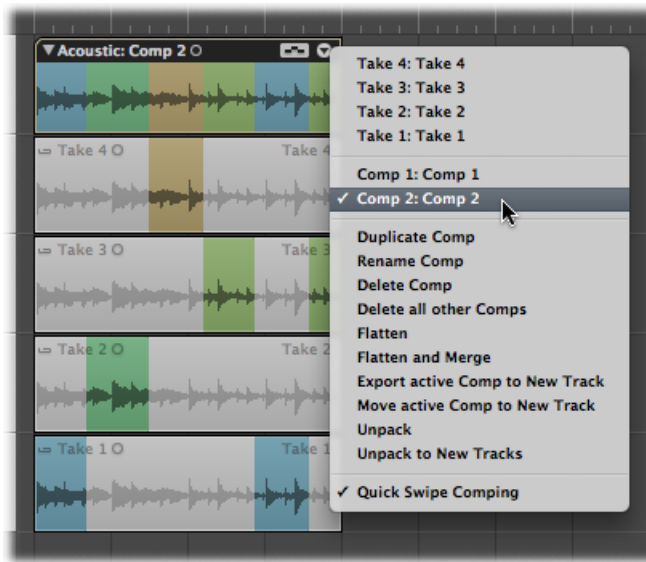 Acoustic: Comp 2
Take 4: Take 4
Take 3: Take 3
Take 2: Take 2
Take 1: Take 1
Comp 1: Comp 1
✓ Comp 2: Comp 2
Duplicate Comp
Rename Comp
Delete Comp
Delete all other Comps
Flatten
Flatten and Merge
Export active Comp to New Track
Move active Comp to New Track
Unpack
Unpack to New Tracks
✓ Quick Swipe Comping
Take 4 Take 4
Take 3 Take 3
Take 2 Take 2
Take 1 Take 1